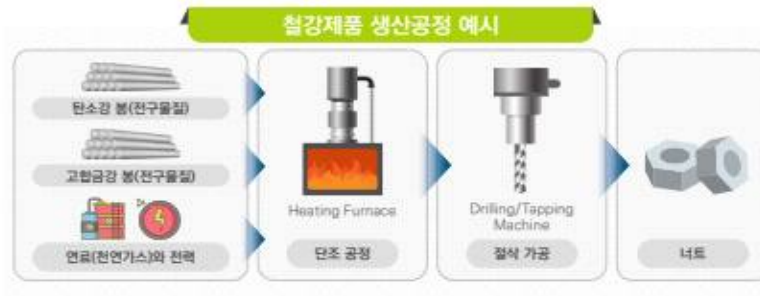 철강제품 생산공정 예시
탄소강 봉(전구물질)
고합금강 봉(전구물질)
연료(천연가스)와 전력
Heating Furnace
단조 공정
Drilling/Tapping
Machine
절삭 가공
너트